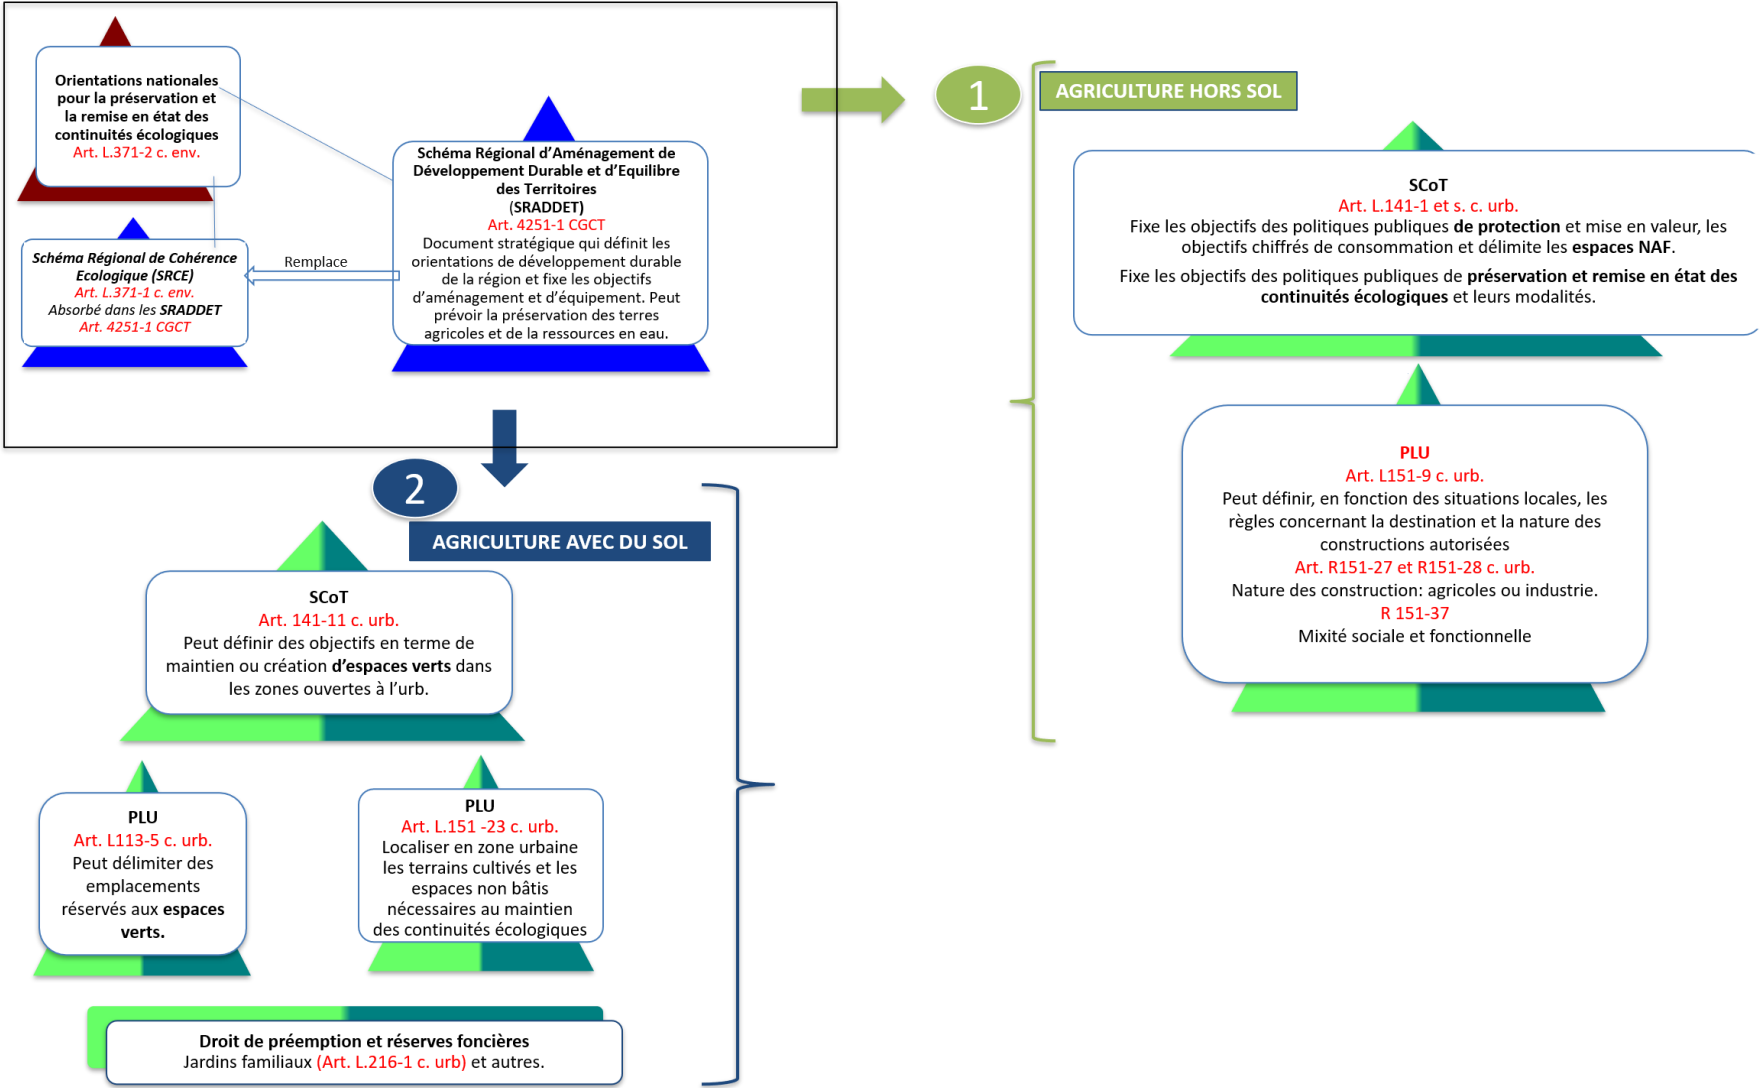 Orientations nationales
pour la préservation et
la remise en état des
continuités écologiques
Art. L.371-2 c. env.
Schéma Régional de Cohérence
Ecologique (SRCE)
Art. L.371-1 c. env.
Absorbé dans les SRADDET
Art. 4251-1 CGCT
Remplace
Schéma Régional d’Aménagement de
Développement Durable et d’Equilibre
des Territoires
(SRADDET)
Art. 4251-1 CGCT
Document stratégique qui définit les
orientations de développement durable
de la région et fixe les objectifs
d’aménagement et d’équipement. Peut
prévoir la préservation des terres
agricoles et de la ressources en eau.
1
AGRICULTURE HORS SOL
SCoT
Art. L.141-1 et s. c. urb.
Fixe les objectifs des politiques publiques de protection et mise en valeur, les
objectifs chiffrés de consommation et délimite les espaces NAF.
Fixe les objectifs des politiques publiques de préservation et remise en état des
continuités écologiques et leurs modalités.
PLU
Art. L151-9 c. urb.
Peut définir, en fonction des situations locales, les
règles concernant la destination et la nature des
constructions autorisées
Art. R151-27 et R151-28 c. urb.
Nature des construction: agricoles ou industrie.
R 151-37
Mixité sociale et fonctionnelle
2
AGRICULTURE AVEC DU SOL
SCoT
Art. 141-11 c. urb.
Peut définir des objectifs en terme de
maintien ou création d’espaces verts dans
les zones ouvertes à l’urb.
PLU
Art. L113-5 c. urb.
Peut délimiter des
emplacements
réservés aux espaces
verts.
PLU
Art. L.151 -23 c. urb.
Localiser en zone urbaine
les terrains cultivés et les
espaces non bâtis
nécessaires au maintien
des continuités écologiques
Droit de préemption et réserves foncières
Jardins familiaux (Art. L.216-1 c. urb) et autres.